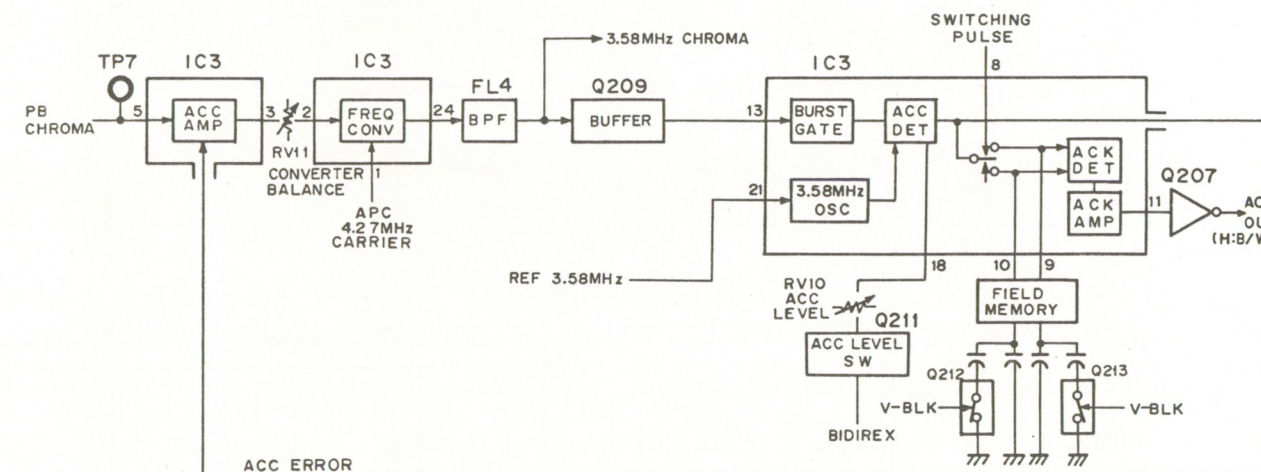 SWITCHING
PULSE
3.58MHz CHROMA
8
TP7
IC3
IC3
IC3
FL4
Q209
PB
CHROMA
5
ACC
AMP
3
2
FREQ
CONV
24
BPF
BUFFER
13
BURST
GATE
ACC
DET
RV11
CONVERTER
BALANCE
1
APC
4.27MHz
CARRIER
ACK
DET
Q207
21
3.58MHz
OSC
ACK
AMP
11
(H:B/W
REF 3.58MHz
18
10
9
RV10
ACC
LEVEL
FIELD
MEMORY
Q211
ACC LEVEL
SW
Q212
Q213
V-BLK
V-BLK
BIDIREX
ACC ERROR